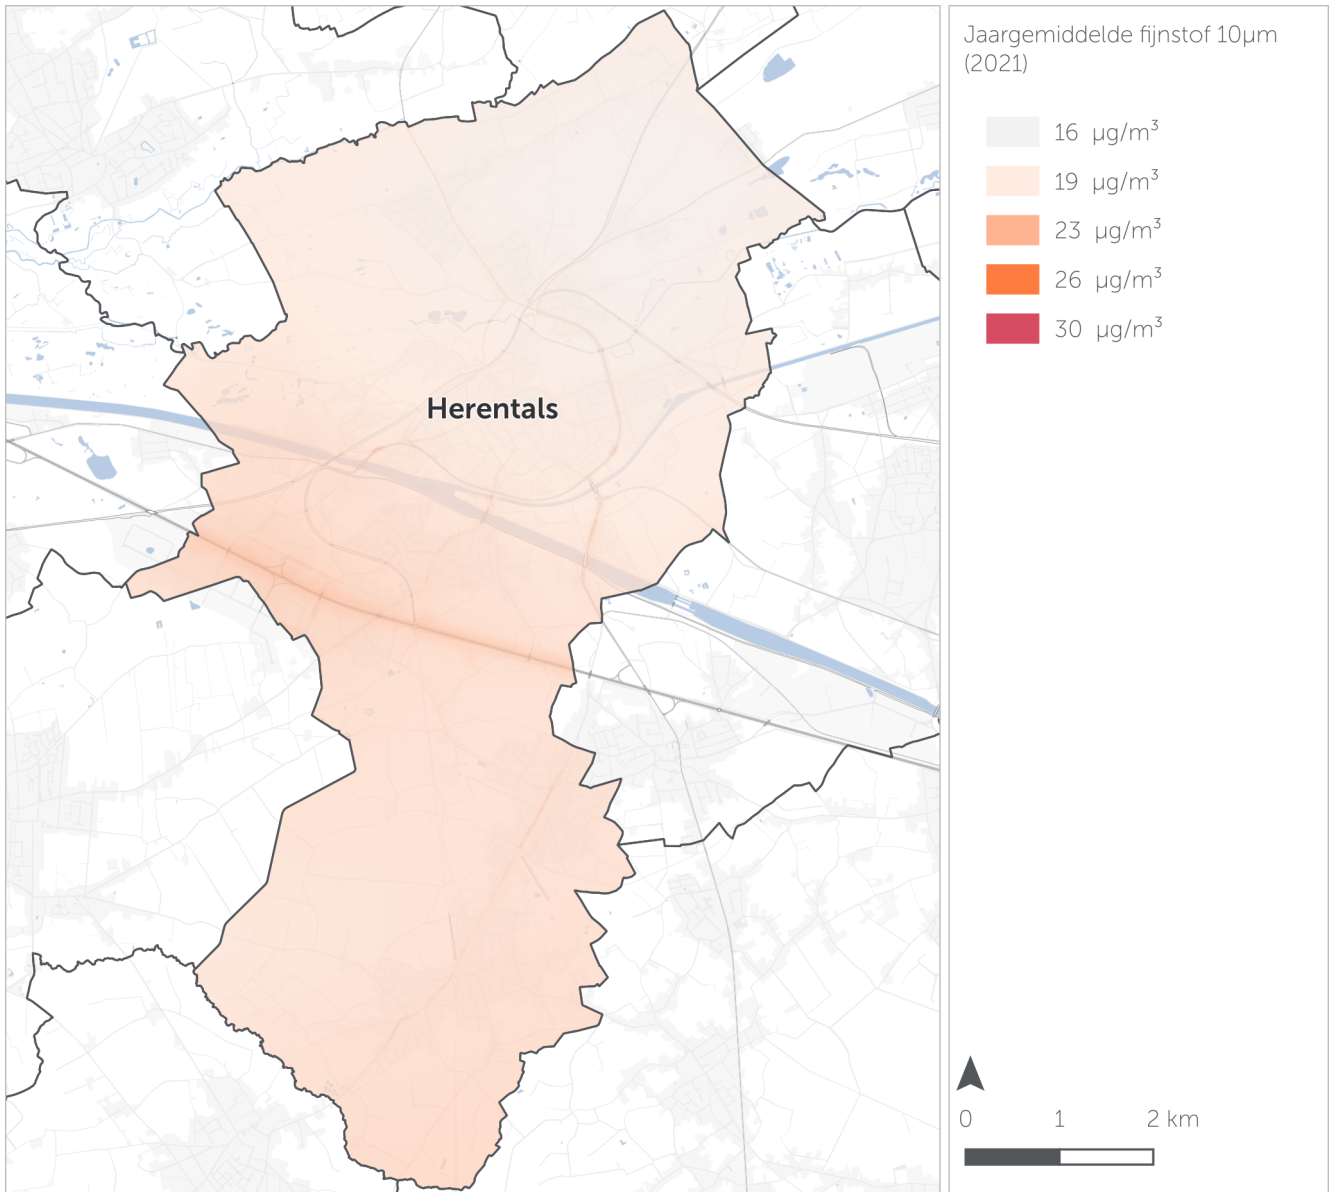 Herentals
Jaargemiddelde fijnstof 10µm
(2021)
16 µg/m³
19 µg/m³
23 µg/m³
26 µg/m³
30 µg/m³
0 1 2 km